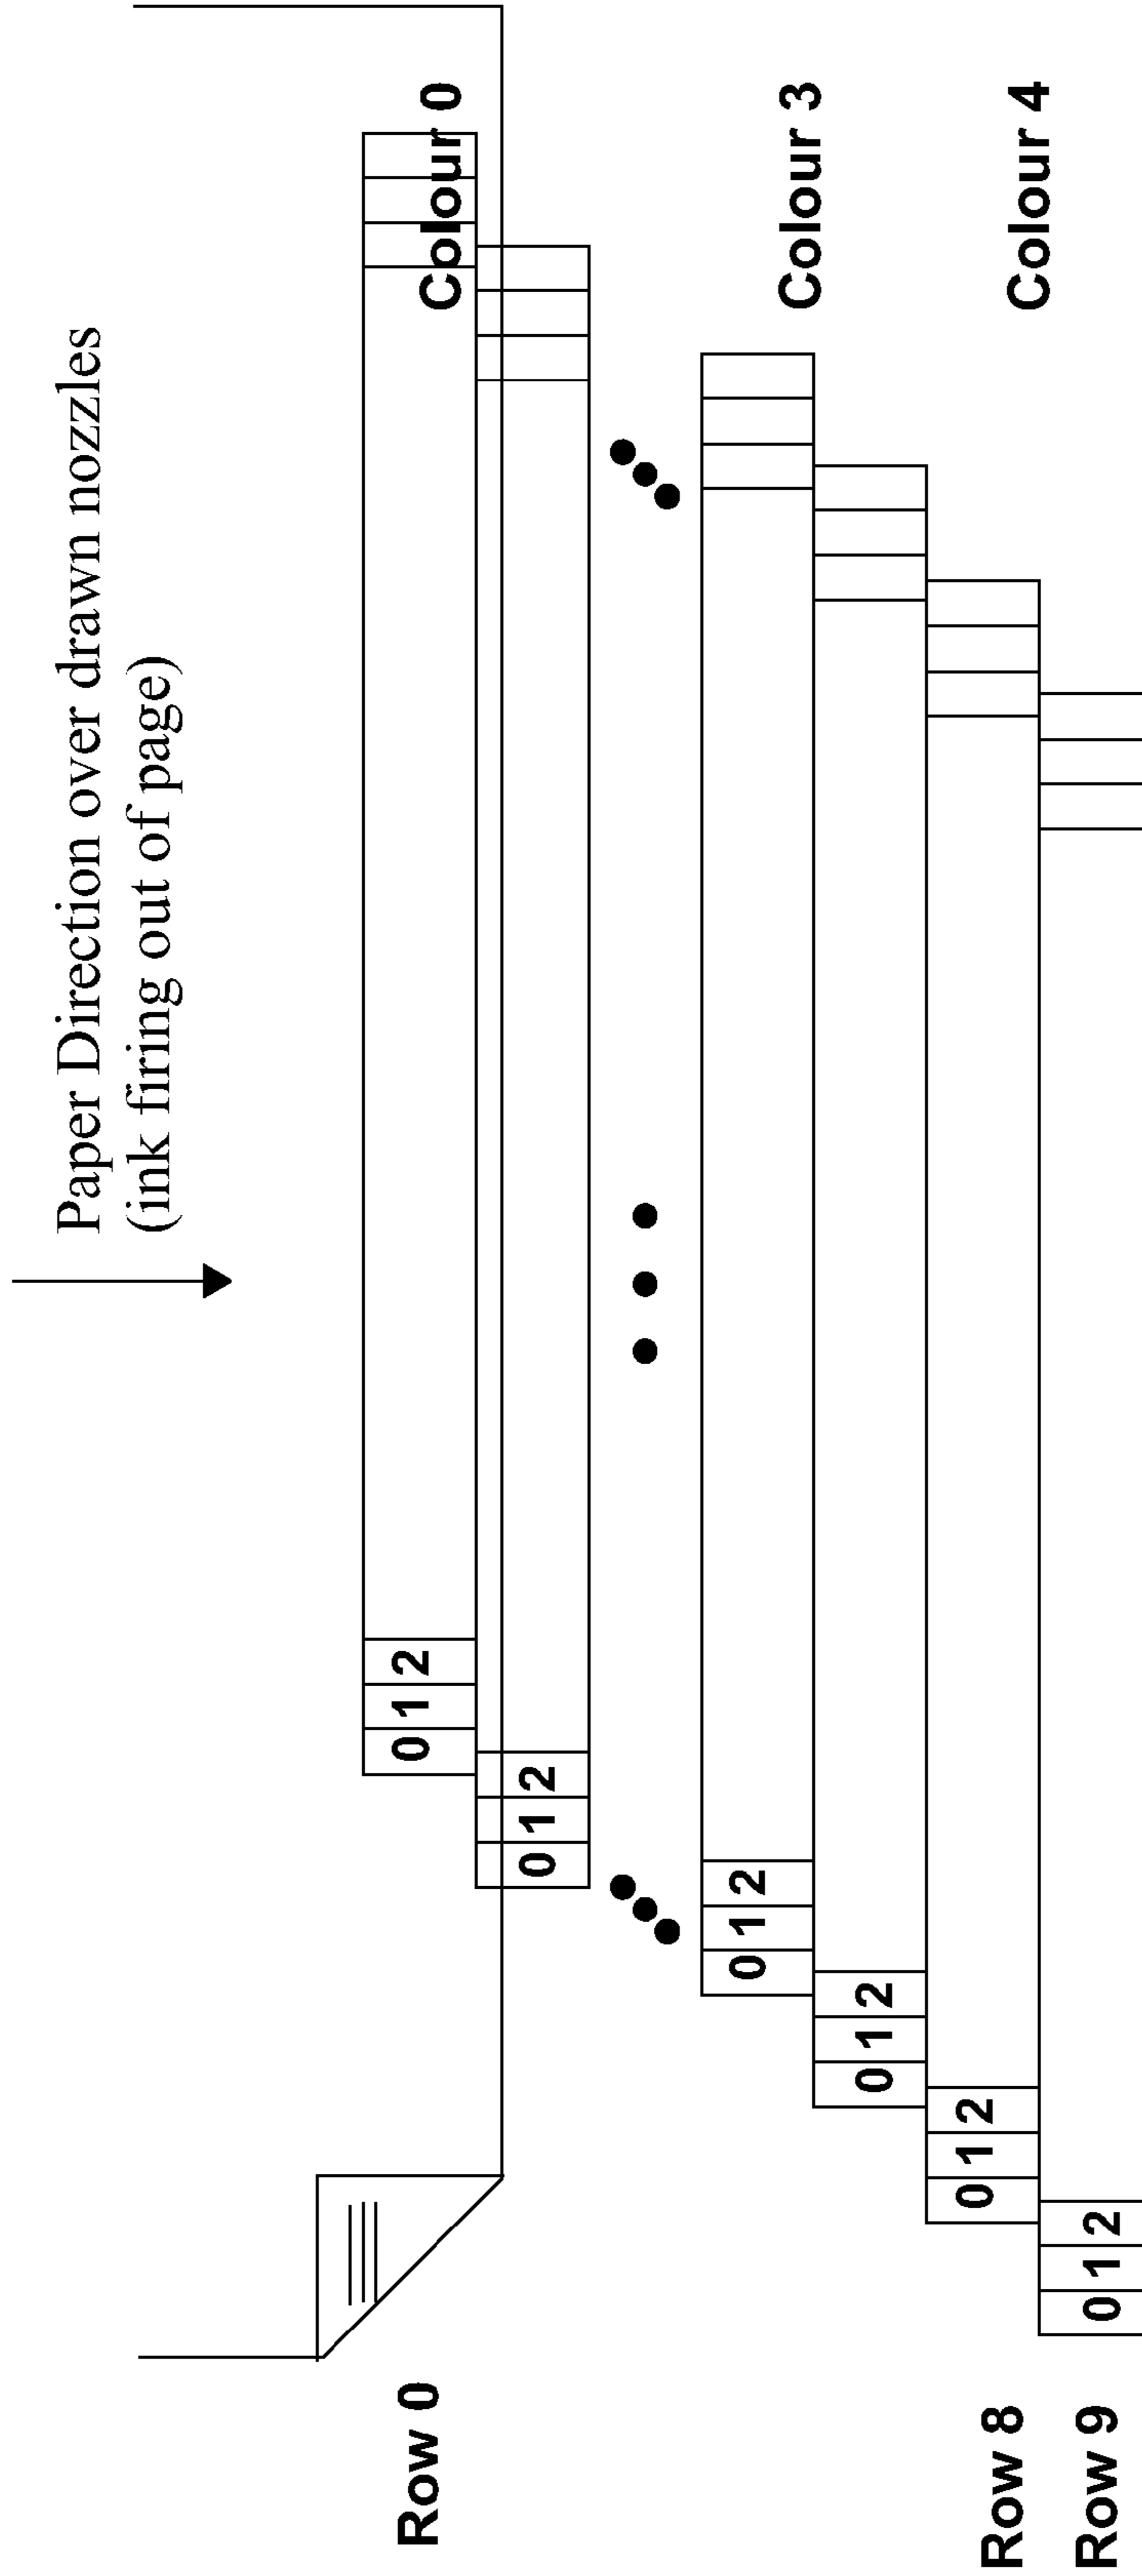 Paper Direction over drawn nozzles
(ink firing out of page)
Row 0
0 1 2
Colour 0
0 1 2
0 1 2
Colour 3
0 1 2
Row 8
0 1 2
Colour 4
Row 9
0 1 2